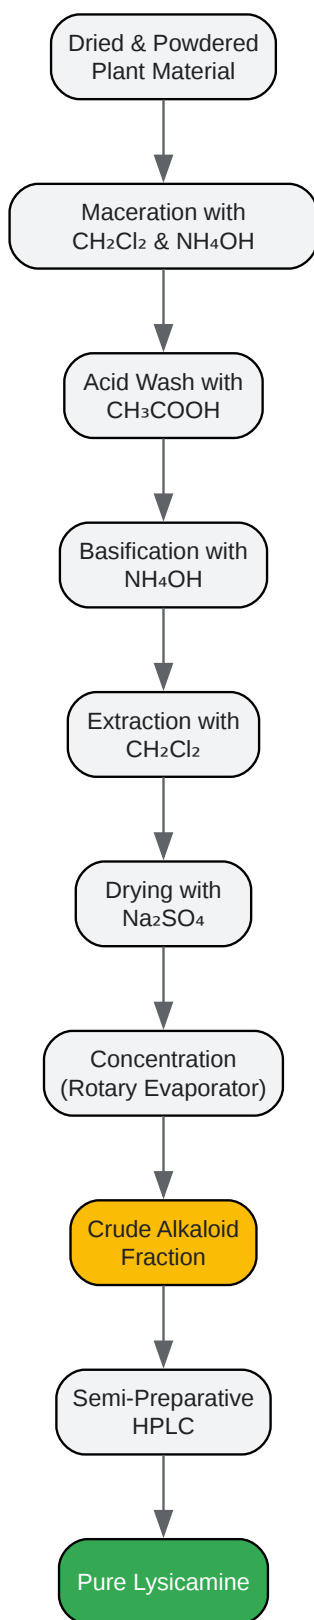 Dried & Powdered
Plant Material
Maceration with
CH₂Cl₂ & NH₄OH
Acid Wash with
CH₃COOH
Basification with
NH₄OH
Extraction with
CH₂Cl₂
Drying with
Na₂SO₄
Concentration
(Rotary Evaporator)
Crude Alkaloid
Fraction
Semi-Preparative
HPLC
Pure Lysicamine